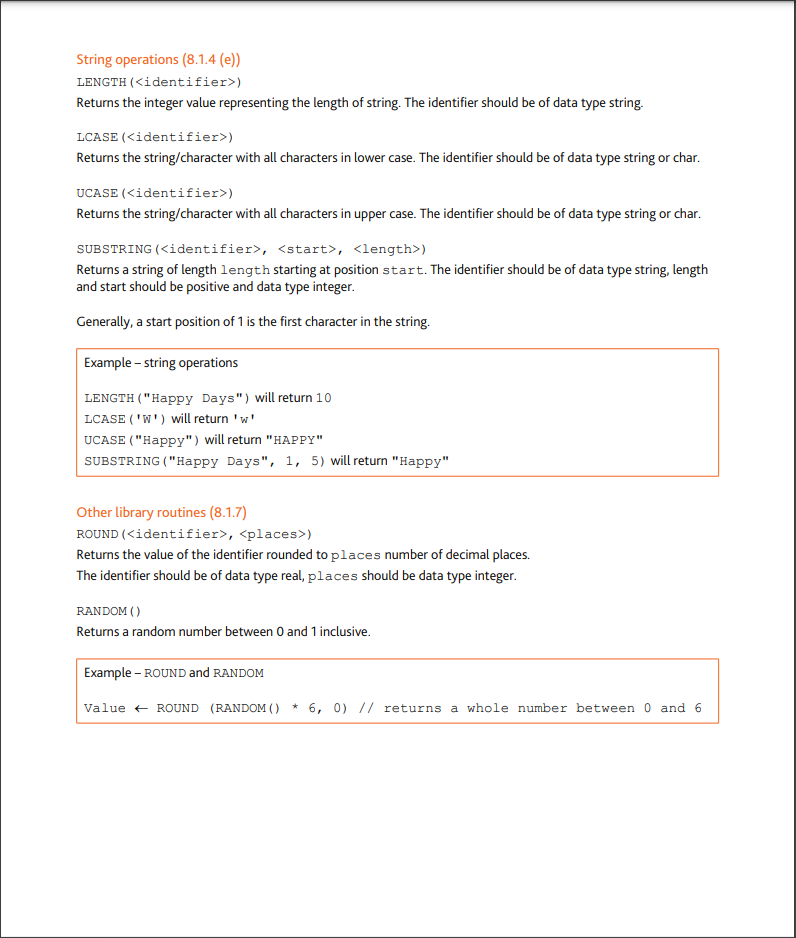 String operations (8.1.4 (e))
LENGTH(<identifier>)
Returns the integer value representing the length of string. The identifier should be of data type string.
LCASE(<identifier>)
Returns the string/character with all characters in lower case. The identifier should be of data type string or char.
UCASE(<identifier>)
Returns the string/character with all characters in upper case. The identifier should be of data type string or char.
SUBSTRING(<identifier>, <start>, <length>)
Returns a string of length length starting at position start. The identifier should be of data type string, length
and start should be positive and data type integer.
Generally, a start position of 1 is the first character in the string.
Example – string operations
LENGTH("Happy Days") will return 10
LCASE('W') will return 'w'
UCASE("Happy") will return "HAPPY"
SUBSTRING("Happy Days", 1, 5) will return "Happy"
Other library routines (8.1.7)
ROUND(<identifier>, <places>)
Returns the value of the identifier rounded to places number of decimal places.
The identifier should be of data type real, places should be data type integer.
RANDOM()
Returns a random number between 0 and 1 inclusive.
Example – ROUND and RANDOM
Value ← ROUND (RANDOM() * 6, 0) // returns a whole number between 0 and 6